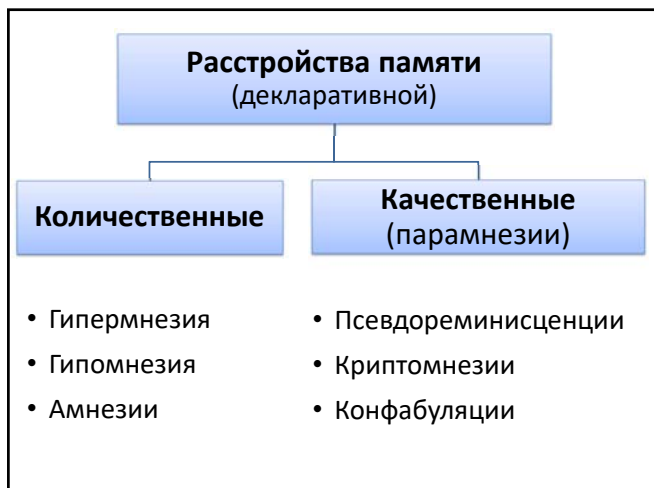 Расстройства памяти
(декларативной)
Количественные
Качественные
(парамнезии)
• Гипермнезия
• Гипомнезия
• Амнезии
• Псевдореминисценции
• Криптомнезии
• Конфабуляции